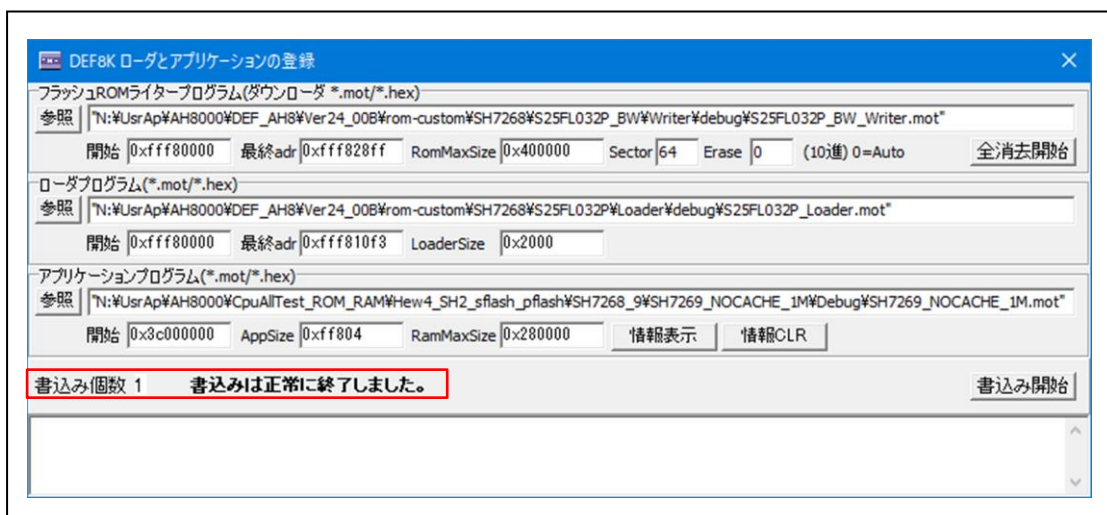 DEF8K ローダとアプリケーションの登録
フラッシュROMライタープログラム(ダウンローダ *.mot/*.hex)
参照 "N:¥UsrAp¥AH8000¥DEF_AH8¥Ver24_00B¥rom-custom¥SH7268¥S25FL032P_BW¥Writer¥debug¥S25FL032P_BW_Writer.mot"
開始 0xfff80000 最終adr 0xfff828ff RomMaxSize 0x400000 Sector 64 Erase 0 (10進) 0=Auto 全消去開始
ローダプログラム(*.mot/*.hex)
参照 "N:¥UsrAp¥AH8000¥DEF_AH8¥Ver24_00B¥rom-custom¥SH7268¥S25FL032P¥Loader¥debug¥S25FL032P_Loader.mot"
開始 0xfff80000 最終adr 0xfff810f3 LoaderSize 0x2000
アプリケーションプログラム(*.mot/*.hex)
参照 "N:¥UsrAp¥AH8000¥CpuAllTest_ROM_RAM¥Hew4_SH2_sflash_pflash¥SH7268_9¥SH7269_NOCACHE_1M¥Debug¥SH7269_NOCACHE_1M.mot"
開始 0x3c000000 AppSize 0xff804 RamMaxSize 0x280000 情報表示 情報CLR
書込み個数 1 書込みは正常に終了しました。 書込み開始